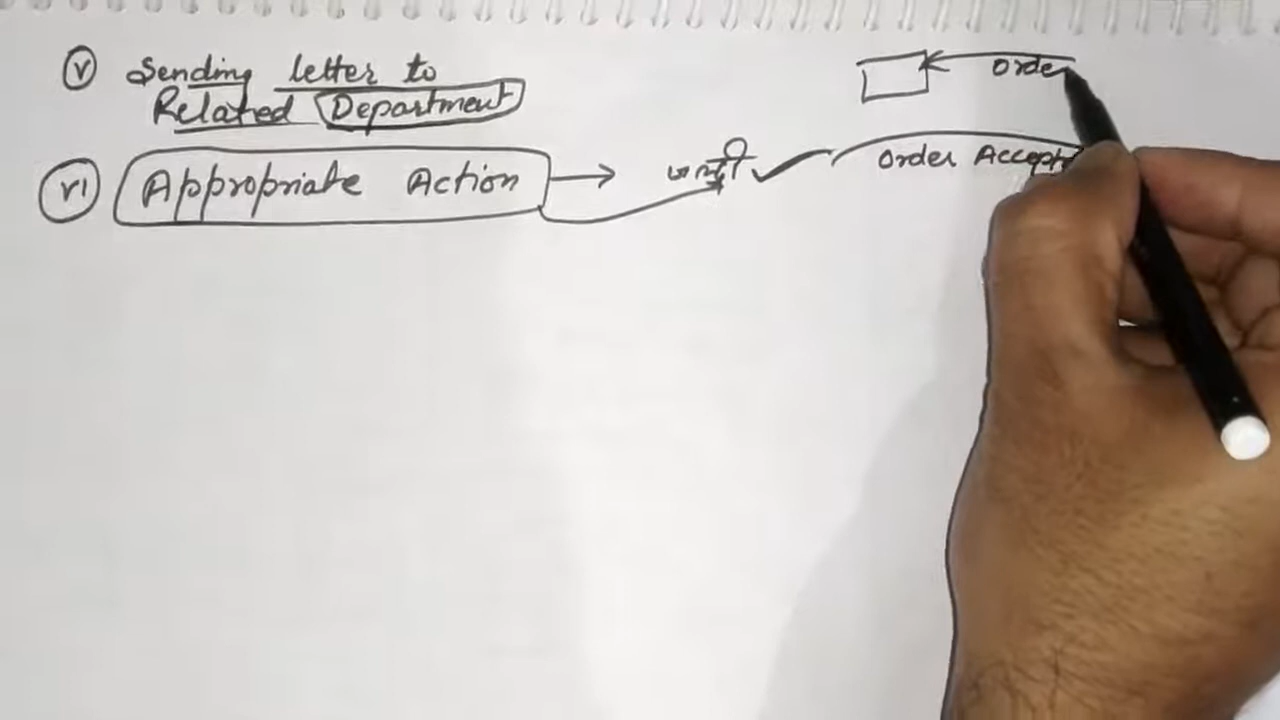 (v) Sending letter to
Related Department
(vi) Appropriate Action
Order
Order Accept